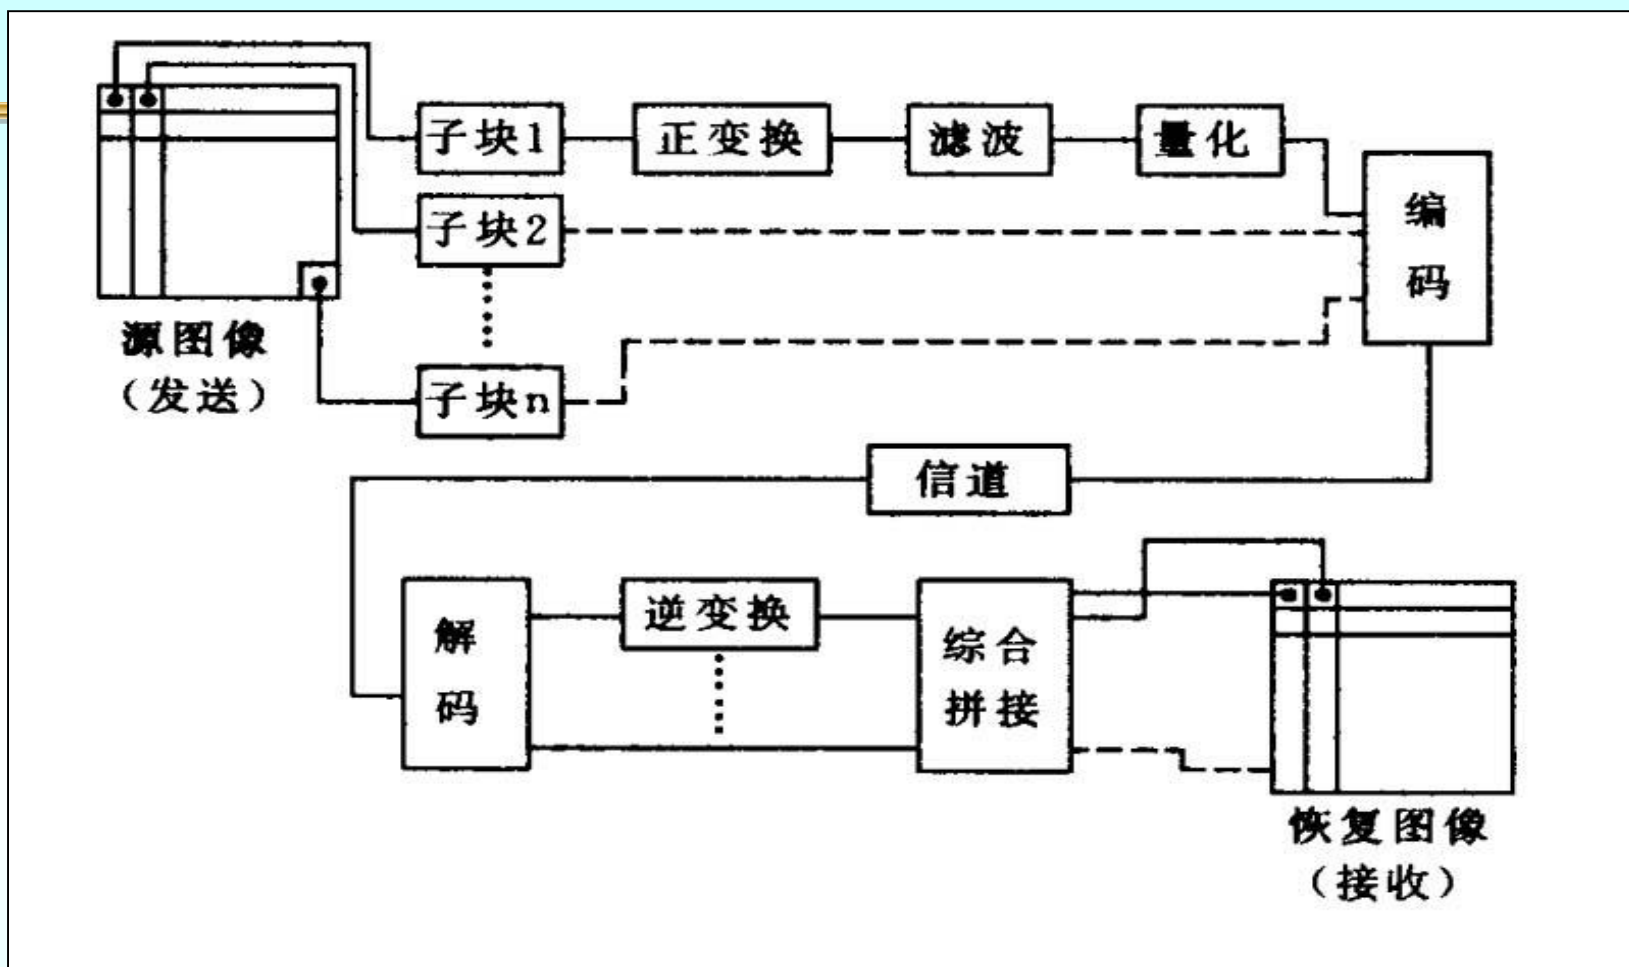 子块1
正变换
滤波
量化
子块2
编码
源图像
(发送)
子块n
信道
解码
逆变换
综合
拼接
恢复图像
(接收)